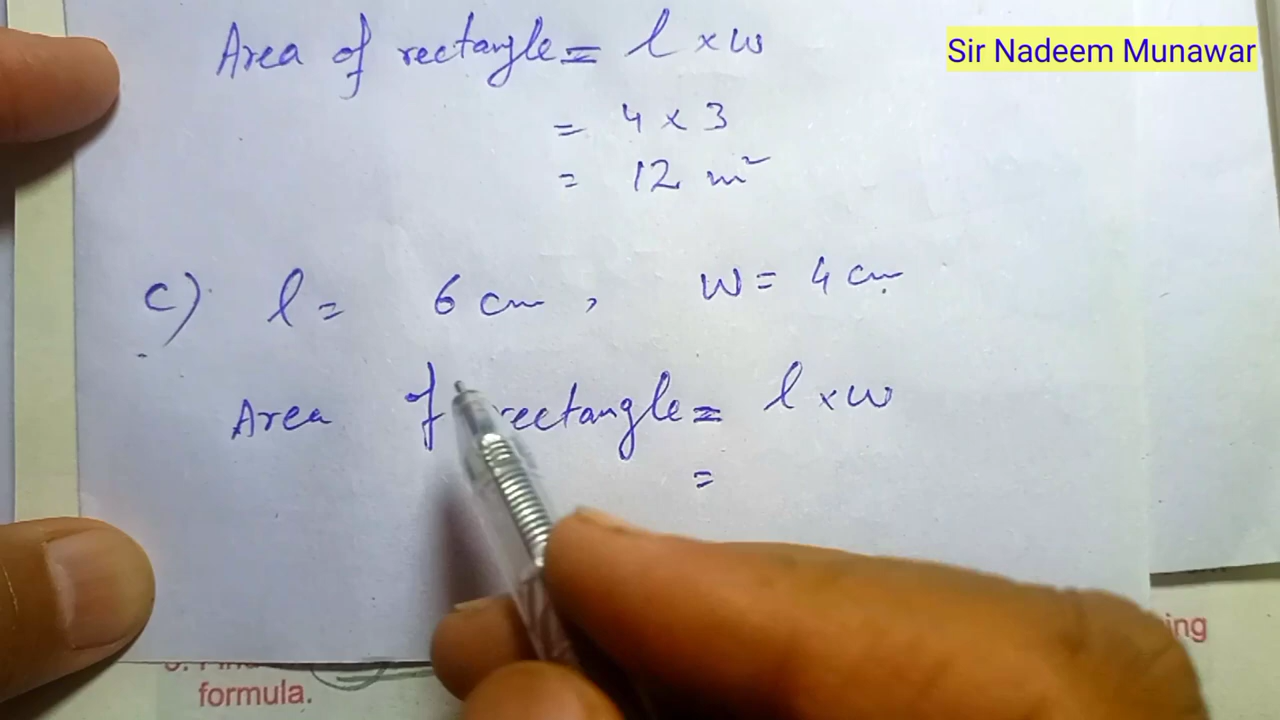 Sir Nadeem Munawar
Area of rectangle = l × w
= 4 × 3
= 12 m²
c) l = 6 cm, w = 4 cm
Area of rectangle = l × w
=
formula.